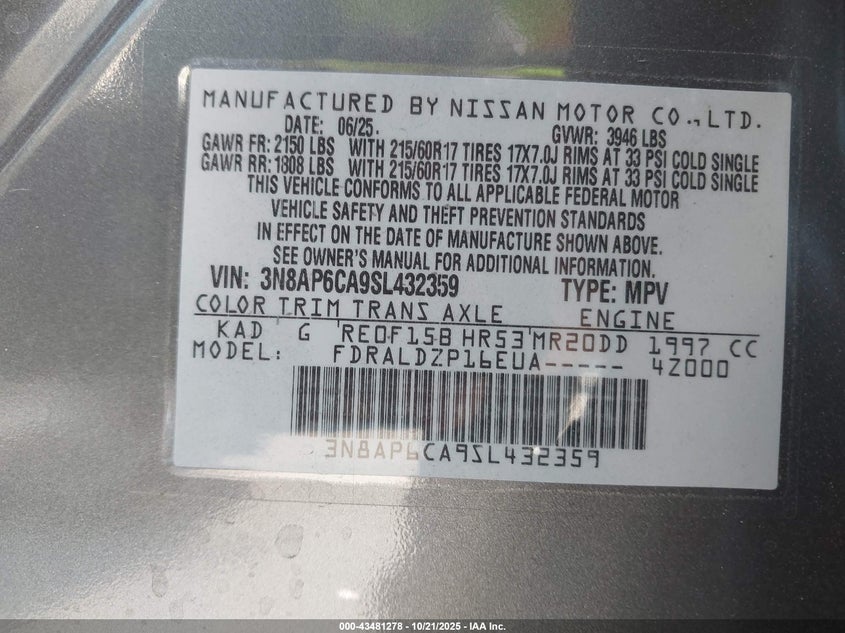 MANUFACTURED BY NISSAN MOTOR CO.,LTD.
DATE: 06/25. GVWR: 3946 LBS
GAWR FR: 2150 LBS WITH 215/60R17 TIRES 17X7.0J RIMS AT 33 PSI COLD SINGLE
GAWR RR: 1808 LBS WITH 215/60R17 TIRES 17X7.0J RIMS AT 33 PSI COLD SINGLE
THIS VEHICLE CONFORMS TO ALL APPLICABLE FEDERAL MOTOR
VEHICLE SAFETY AND THEFT PREVENTION STANDARDS
IN EFFECT ON THE DATE OF MANUFACTURE SHOWN ABOVE.
SEE OWNER'S MANUAL FOR ADDITIONAL INFORMATION.
VIN: 3N8AP6CA9SL432359 TYPE: MPV
COLOR TRIM TRANS AXLE ENGINE
KAD G RE0F15B HR53 MR20DD 1997 CC
MODEL: FDRALDZP16EUA----- 4Z000
3N8AP6CA9SL432359
000-43481278 - 10/21/2025 - IAA Inc.